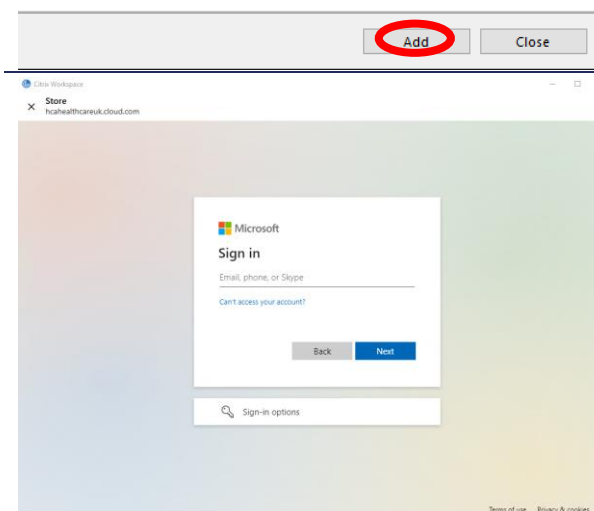 Add Close
Citrix Workspace
Store
hcahealthcareuk.cloud.com
Microsoft
Sign in
Email, phone, or Skype
Can't access your account?
Back Next
Sign-in options
Terms of use Privacy & cookies